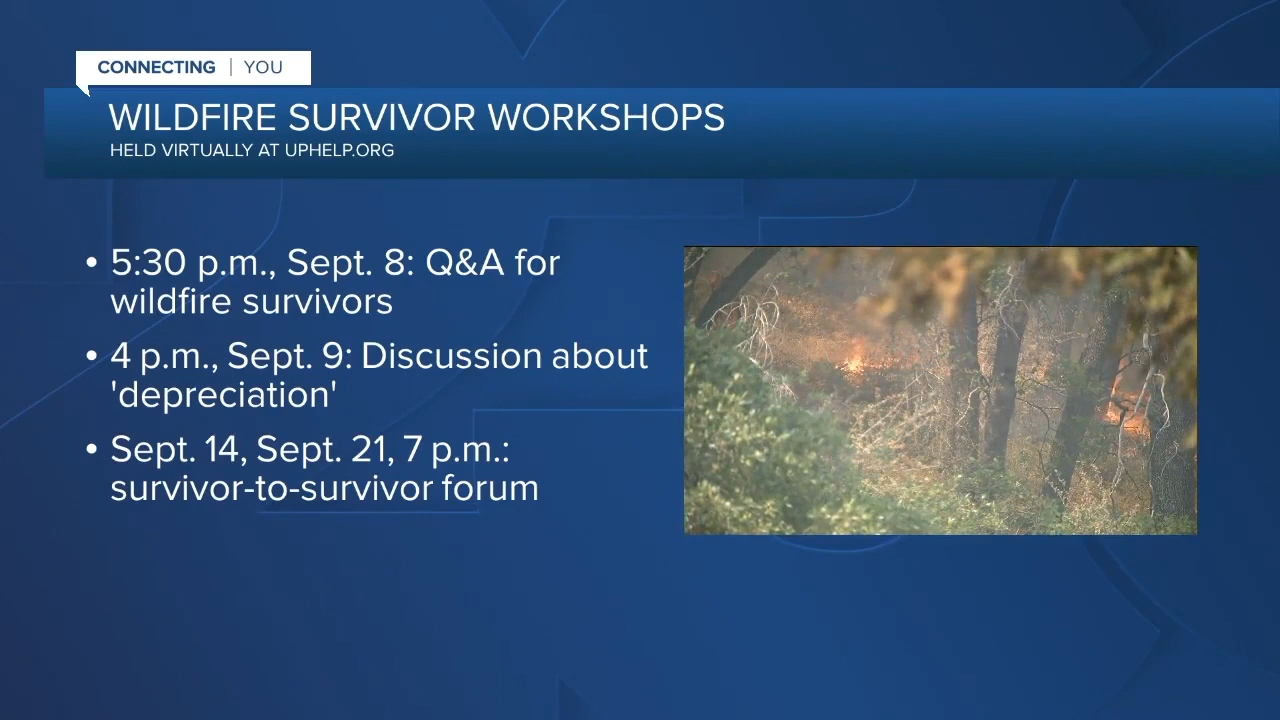 CONNECTING | YOU
WILDFIRE SURVIVOR WORKSHOPS
HELD VIRTUALLY AT UPHELP.ORG
• 5:30 p.m., Sept. 8: Q&A for
wildfire survivors
• 4 p.m., Sept. 9: Discussion about
'depreciation'
• Sept. 14, Sept. 21, 7 p.m.:
survivor-to-survivor forum